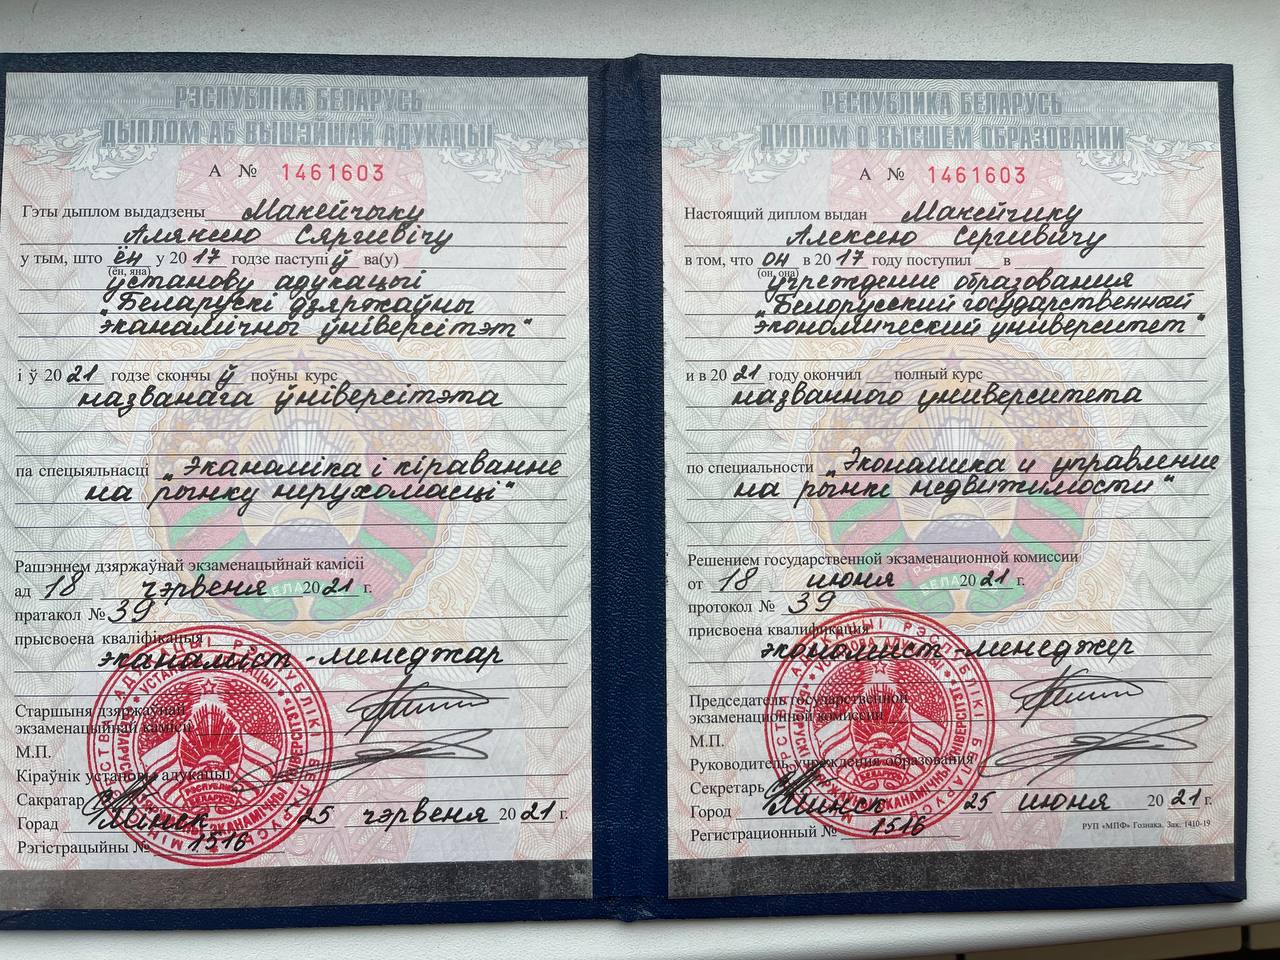 РЭСПУБЛІКА БЕЛАРУСЬ
ДЫПЛОМ АБ ВЫШЭЙШАЙ АДУКАЦЫІ
А № 1461603
Гэты дыплом выдадзены Макейчыку
Аляксею Сяргеевічу
у тым, што ён у 2017 годзе паступіў ва(у)
(ён, яна)
установу адукацыі
"Беларускі дзяржаўны
эканамічны ўніверсітэт"
і ў 2021 годзе скончыў поўны курс
названага ўніверсітэта
па спецыяльнасці "Эканоміка і кіраванне
на рынку нерухомасці"
Рашэннем дзяржаўнай экзаменацыйнай камісіі
ад 18 чэрвеня 2021 г.
пратакол № 39
прысвоена кваліфікацыя
эканаміст-менеджар
Старшыня дзяржаўнай
экзаменацыйнай камісіі
М.П.
Кіраўнік установы адукацыі
Сакратар
Горад Мінск 25 чэрвеня 2021 г.
Рэгістрацыйны № 1516
РЕСПУБЛИКА БЕЛАРУСЬ
ДИПЛОМ О ВЫСШЕМ ОБРАЗОВАНИИ
А № 1461603
Настоящий диплом выдан Макейчику
Алексею Сергеевичу
в том, что он в 2017 году поступил в
(он, она)
учреждение образования
"Белорусский государственный
экономический университет"
и в 2021 году окончил полный курс
названного университета
по специальности "Экономика и управление
на рынке недвижимости"
Решением государственной экзаменационной комиссии
от 18 июня 2021 г.
протокол № 39
присвоена квалификация
экономист-менеджер
Председатель государственной
экзаменационной комиссии
М.П.
Руководитель учреждения образования
Секретарь
Город Минск 25 июня 2021 г.
Регистрационный № 1516
РУП «МПФ» Гознака. Зак. 1410-19